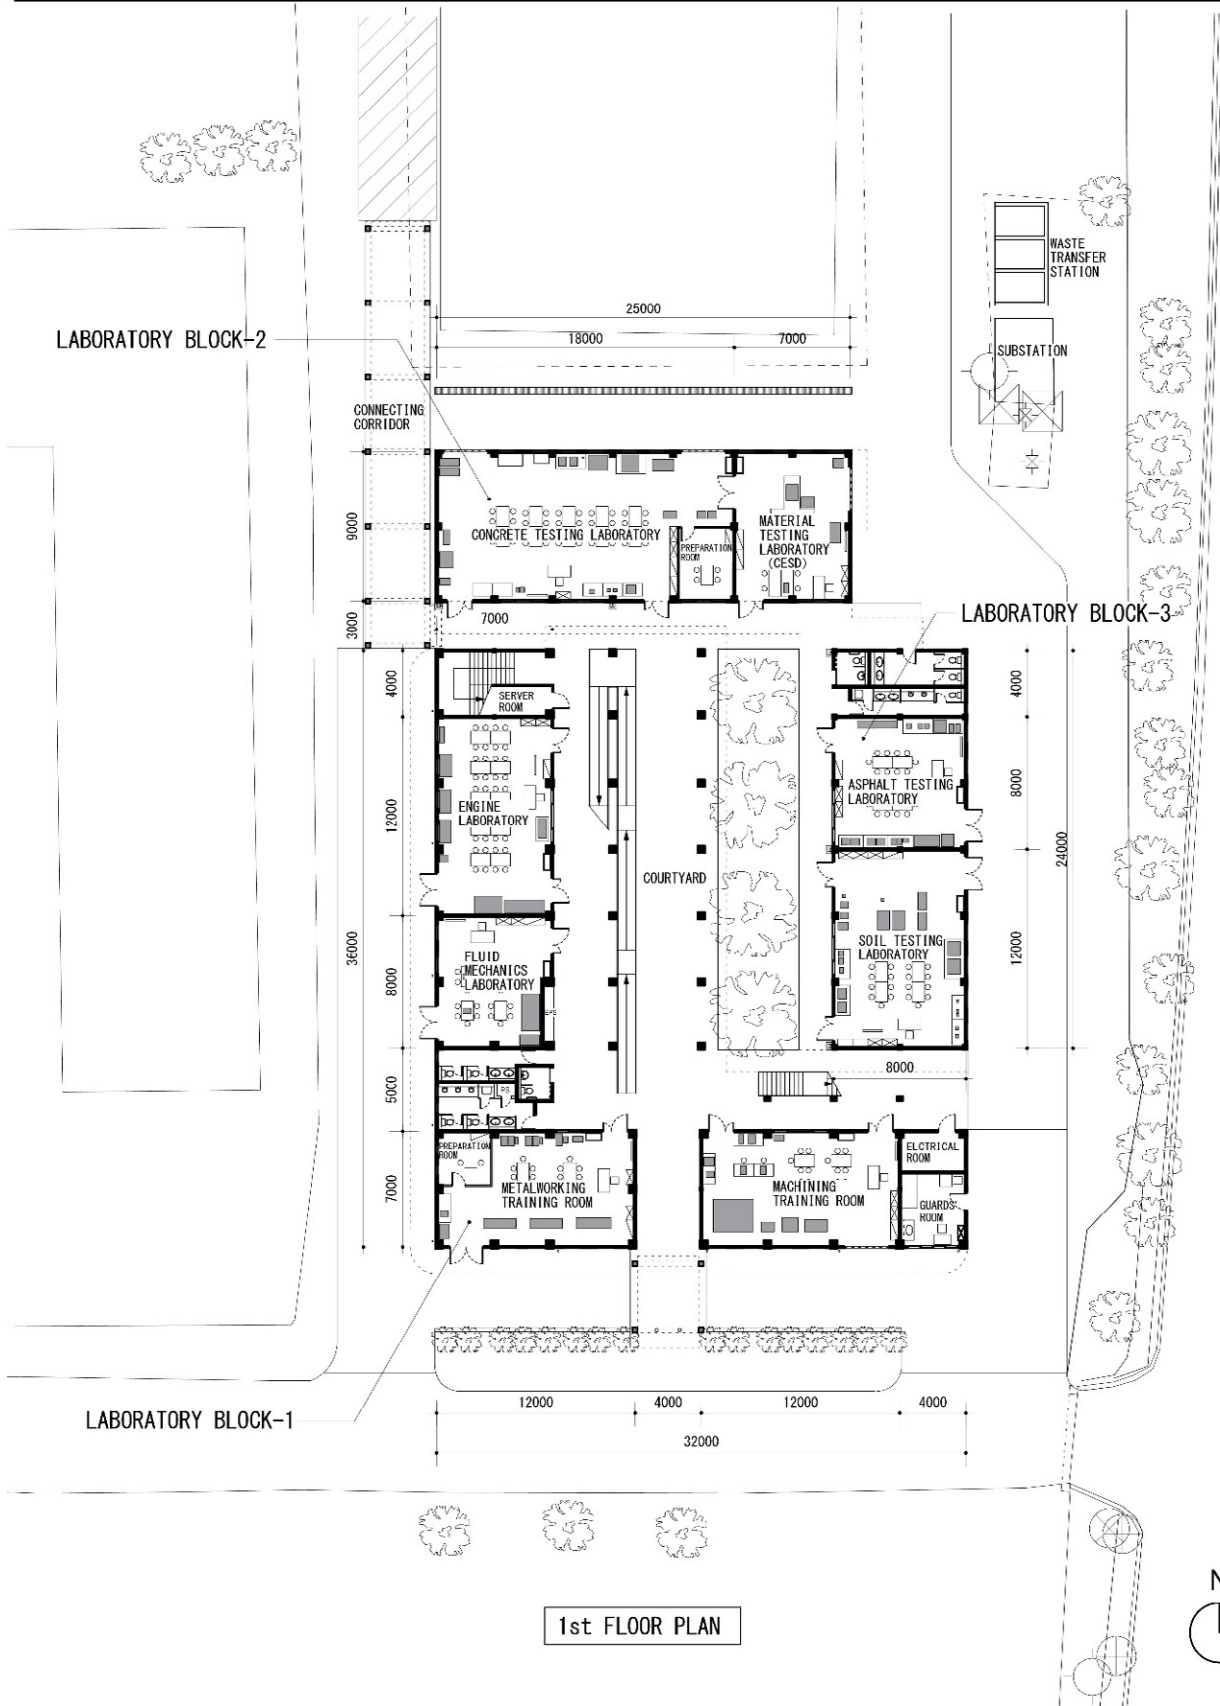 WASTE
TRANSFER
STATION
25000
LABORATORY BLOCK-2
18000
7000
SUBSTATION
CONNECTING
CORRIDOR
9000
CONCRETE TESTING LABORATORY
MATERIAL
TESTING
LABORATORY
(CESD)
PREPARATION
ROOM
3000
7000
LABORATORY BLOCK-3
4000
SERVER
ROOM
4000
12000
ENGINE
LABORATORY
ASPHALT TESTING
LABORATORY
8000
24000
COURTYARD
36000
8000
FLUID
MECHANICS
LABORATORY
EPS
SOIL TESTING
LABORATORY
12000
5000
PS
8000
7000
PREPARATION
ROOM
METALWORKING
TRAINING ROOM
MACHINING
TRAINING ROOM
ELCTRICAL
ROOM
GUARDS'
ROOM
LABORATORY BLOCK-1
12000
4000
12000
4000
32000
1st FLOOR PLAN
N